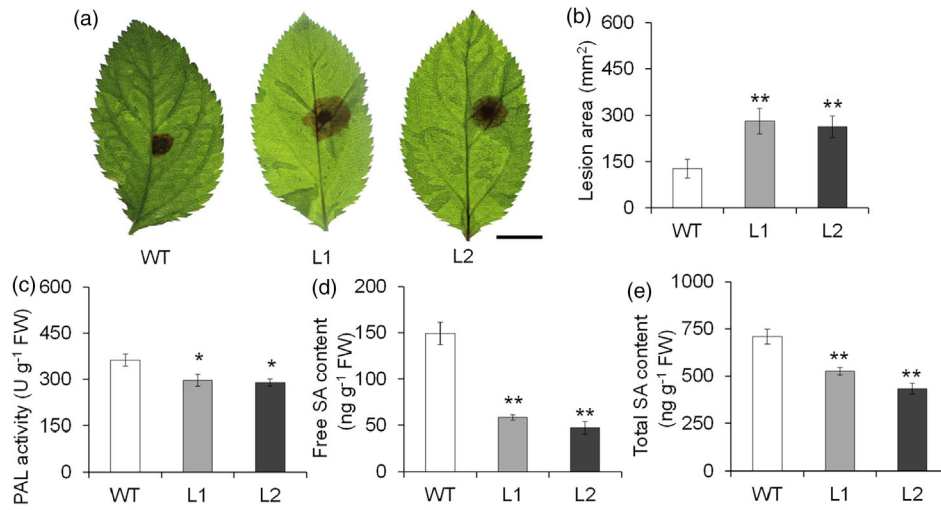 (a)
WT
L1
L2
(b)
Lesion area (mm²)
600
450
300
150
0
**
**
WT
L1
L2
(c)
PAL activity (U g⁻¹ FW)
600
450
300
150
0
*
*
WT
L1
L2
(d)
Free SA content
(ng g⁻¹ FW)
200
150
100
50
0
**
**
WT
L1
L2
(e)
Total SA content
(ng g⁻¹ FW)
1000
750
500
250
0
**
**
WT
L1
L2